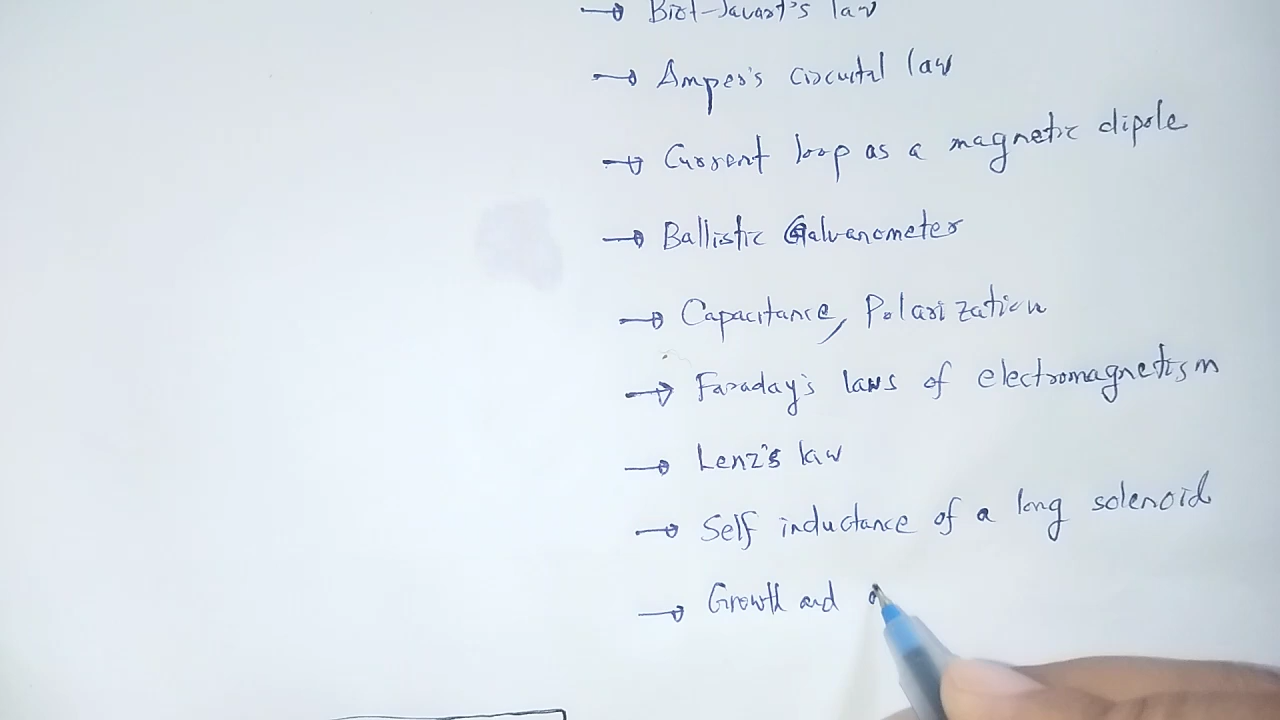 → Biot-Savart's law
→ Amper's circuital law
→ Current loop as a magnetic dipole
→ Ballistic Galvanometer
→ Capacitance, Polarization
→ Faraday's laws of electromagnetism
→ Lenz's law
→ Self inductance of a long solenoid
→ Growth and